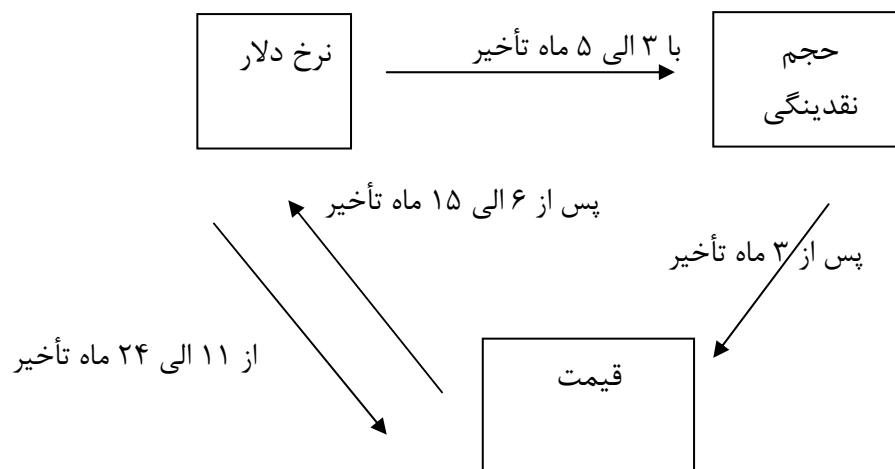 حجم
نقدینگی
با ۳ الی ۵ ماه تأخیر
نرخ دلار
پس از ۶ الی ۱۵ ماه تأخیر
پس از ۳ ماه تأخیر
از ۱۱ الی ۲۴ ماه تأخیر
قیمت